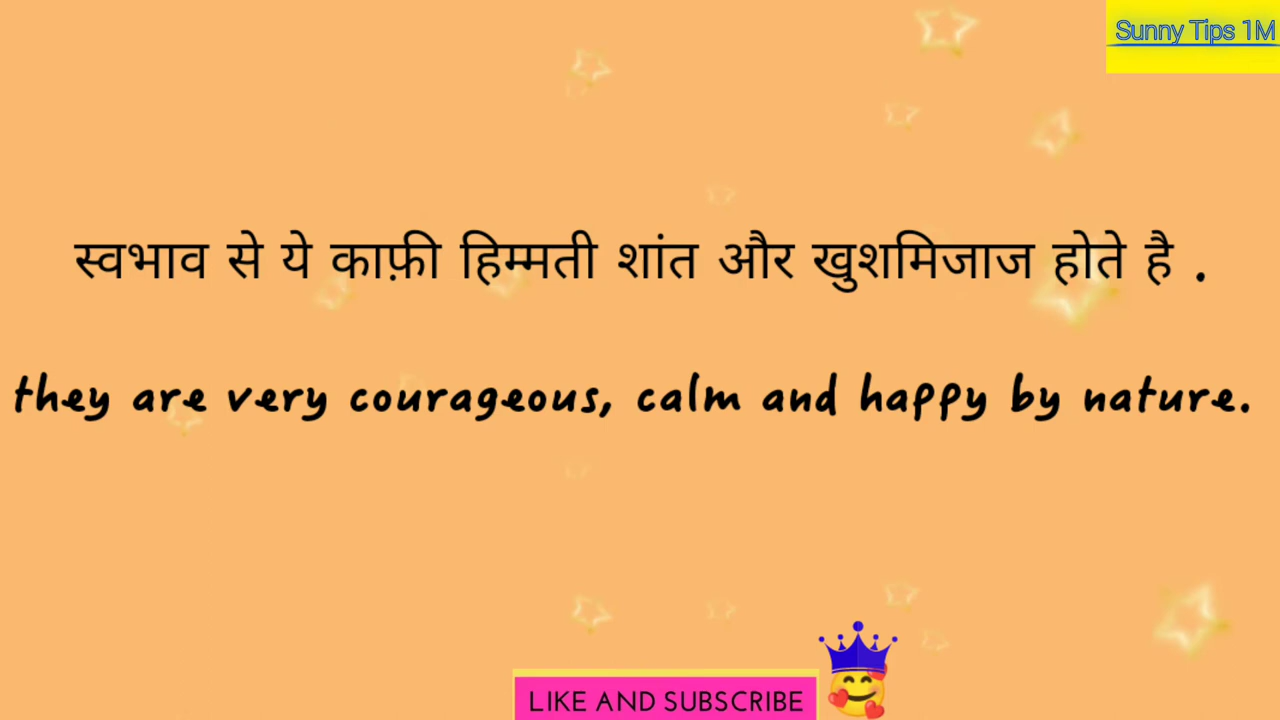 Sunny Tips 1M
स्वभाव से ये काफ़ी हिम्मती शांत और खुशमिजाज होते है .
they are very courageous, calm and happy by nature.
LIKE AND SUBSCRIBE